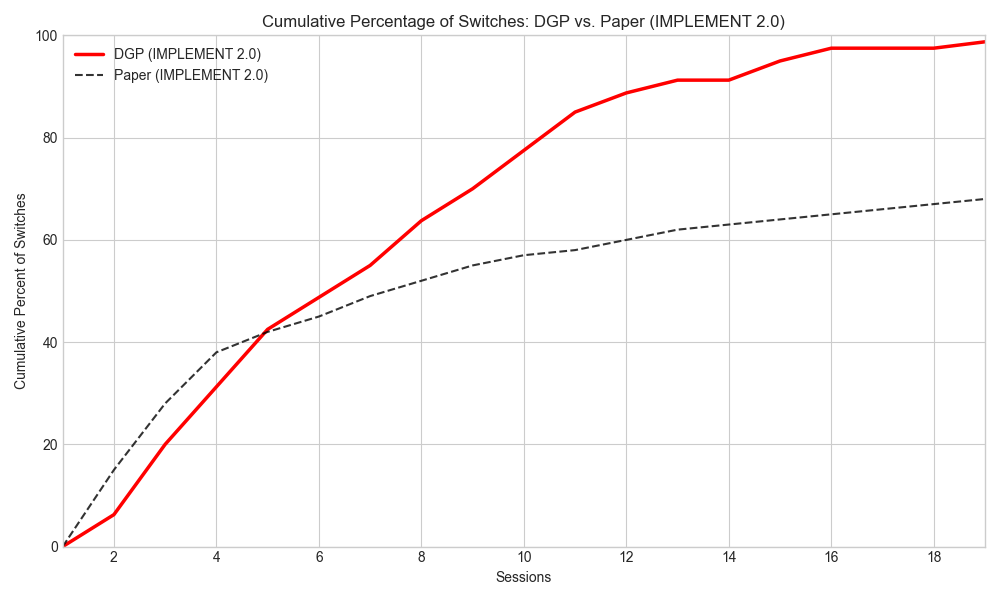 Cumulative Percentage of Switches: DGP vs. Paper (IMPLEMENT 2.0)
DGP (IMPLEMENT 2.0)
Paper (IMPLEMENT 2.0)
Cumulative Percent of Switches
100
80
60
40
20
0
2 4 6 8 10 12 14 16 18
Sessions